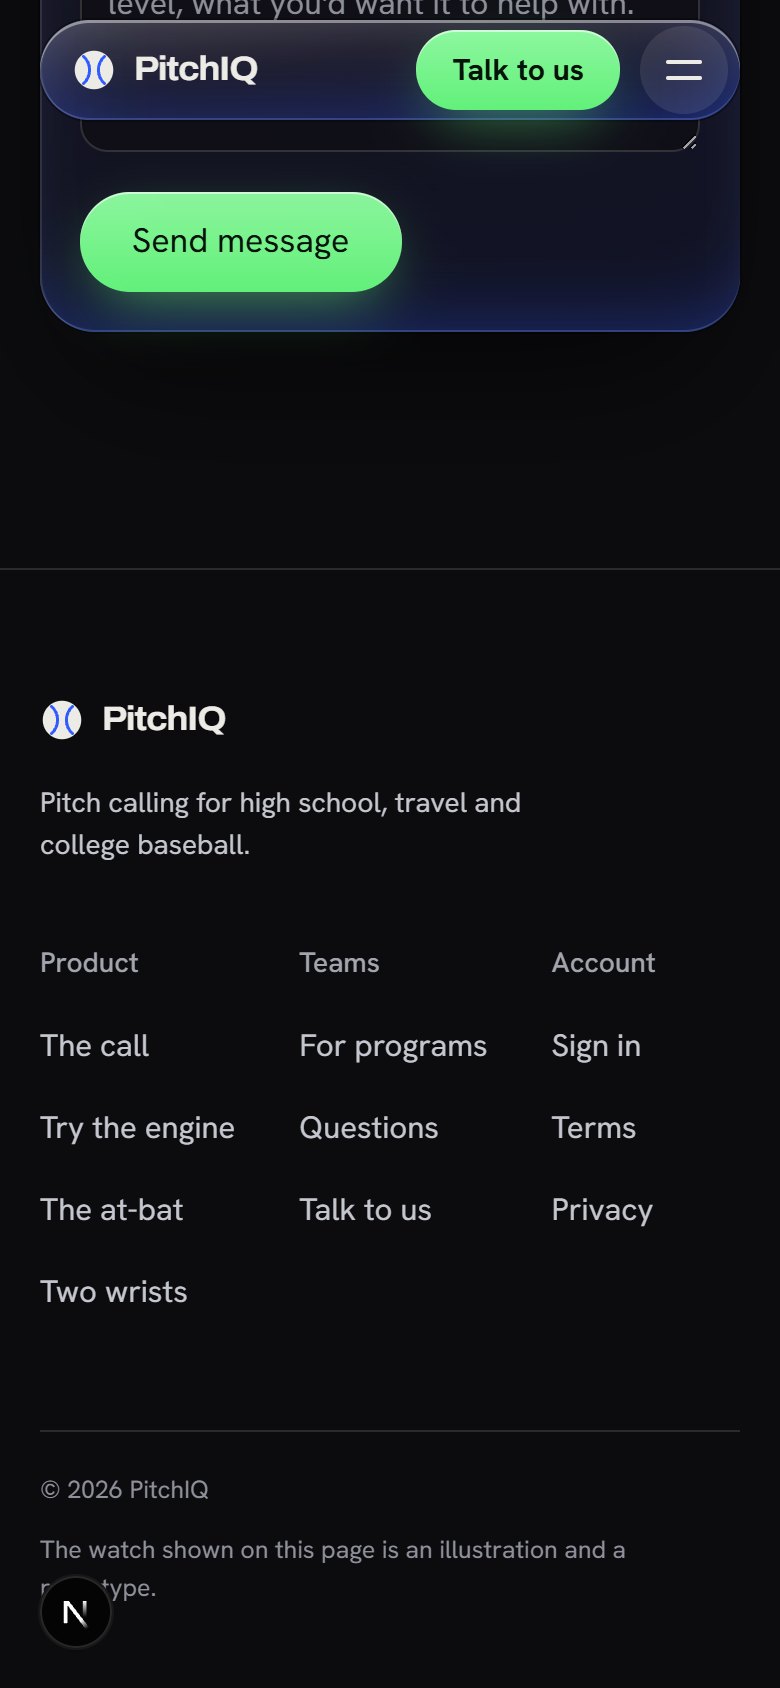 level, what you'd want it to help with.
PitchIQ
Talk to us
Send message
PitchIQ
Pitch calling for high school, travel and
college baseball.
Product
Teams
Account
The call
For programs
Sign in
Try the engine
Questions
Terms
The at-bat
Talk to us
Privacy
Two wrists
© 2026 PitchIQ
The watch shown on this page is an illustration and a
N